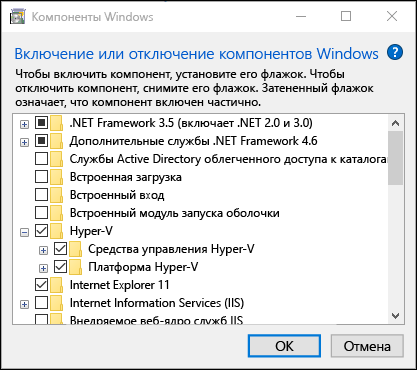 Компоненты Windows
Включение или отключение компонентов Windows
?
Чтобы включить компонент, установите его флажок. Чтобы
отключить компонент, снимите его флажок. Затененный флажок
означает, что компонент включен частично.
.NET Framework 3.5 (включает .NET 2.0 и 3.0)
Дополнительные службы .NET Framework 4.6
Службы Active Directory облегченного доступа к каталога
Встроенная загрузка
Встроенный вход
Встроенный модуль запуска оболочки
Hyper-V
Средства управления Hyper-V
Платформа Hyper-V
Internet Explorer 11
Internet Information Services (IIS)
Внедряемое веб-ядро служб IIS
OK
Отмена